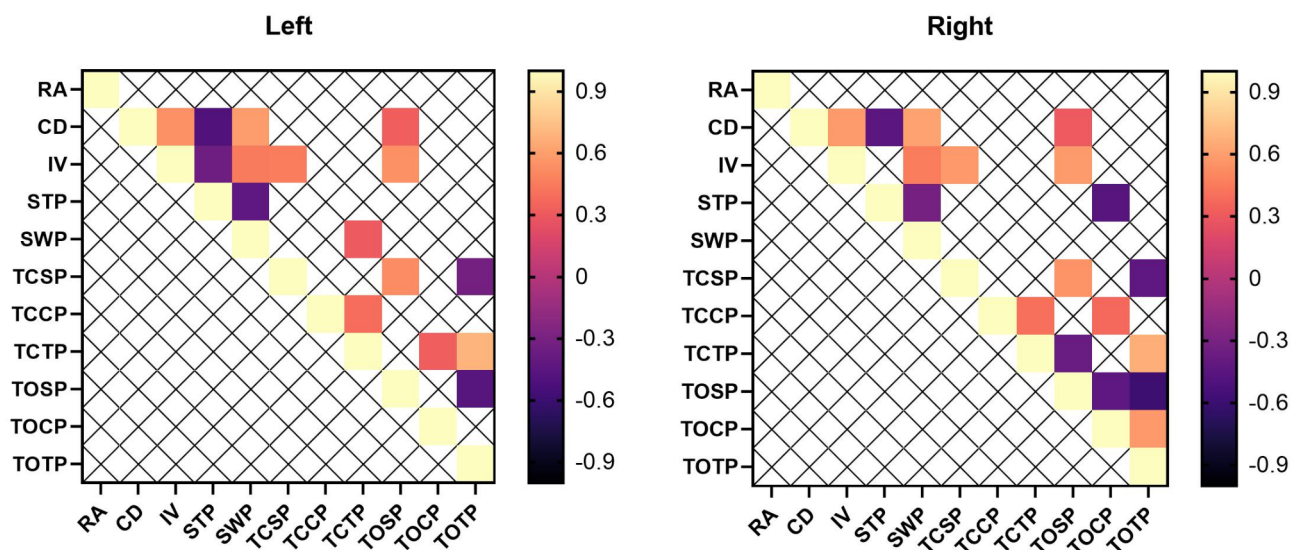 Left
RA
CD
IV
STP
SWP
TCSP
TCCP
TCTP
TOSP
TOCP
TOTP
RA CD IV STP SWP TCSP TCCP TCTP TOSP TOCP TOTP
0.9
0.6
0.3
0
-0.3
-0.6
-0.9
Right
RA
CD
IV
STP
SWP
TCSP
TCCP
TCTP
TOSP
TOCP
TOTP
RA CD IV STP SWP TCSP TCCP TCTP TOSP TOCP TOTP
0.9
0.6
0.3
0
-0.3
-0.6
-0.9